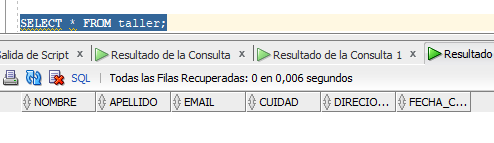 SELECT * FROM taller;
Salida de Script × Resultado de la Consulta × Resultado de la Consulta 1 × Resultado
SQL | Todas las Filas Recuperadas: 0 en 0,006 segundos
NOMBRE APELLIDO EMAIL CUIDAD DIRECIO... FECHA_C...